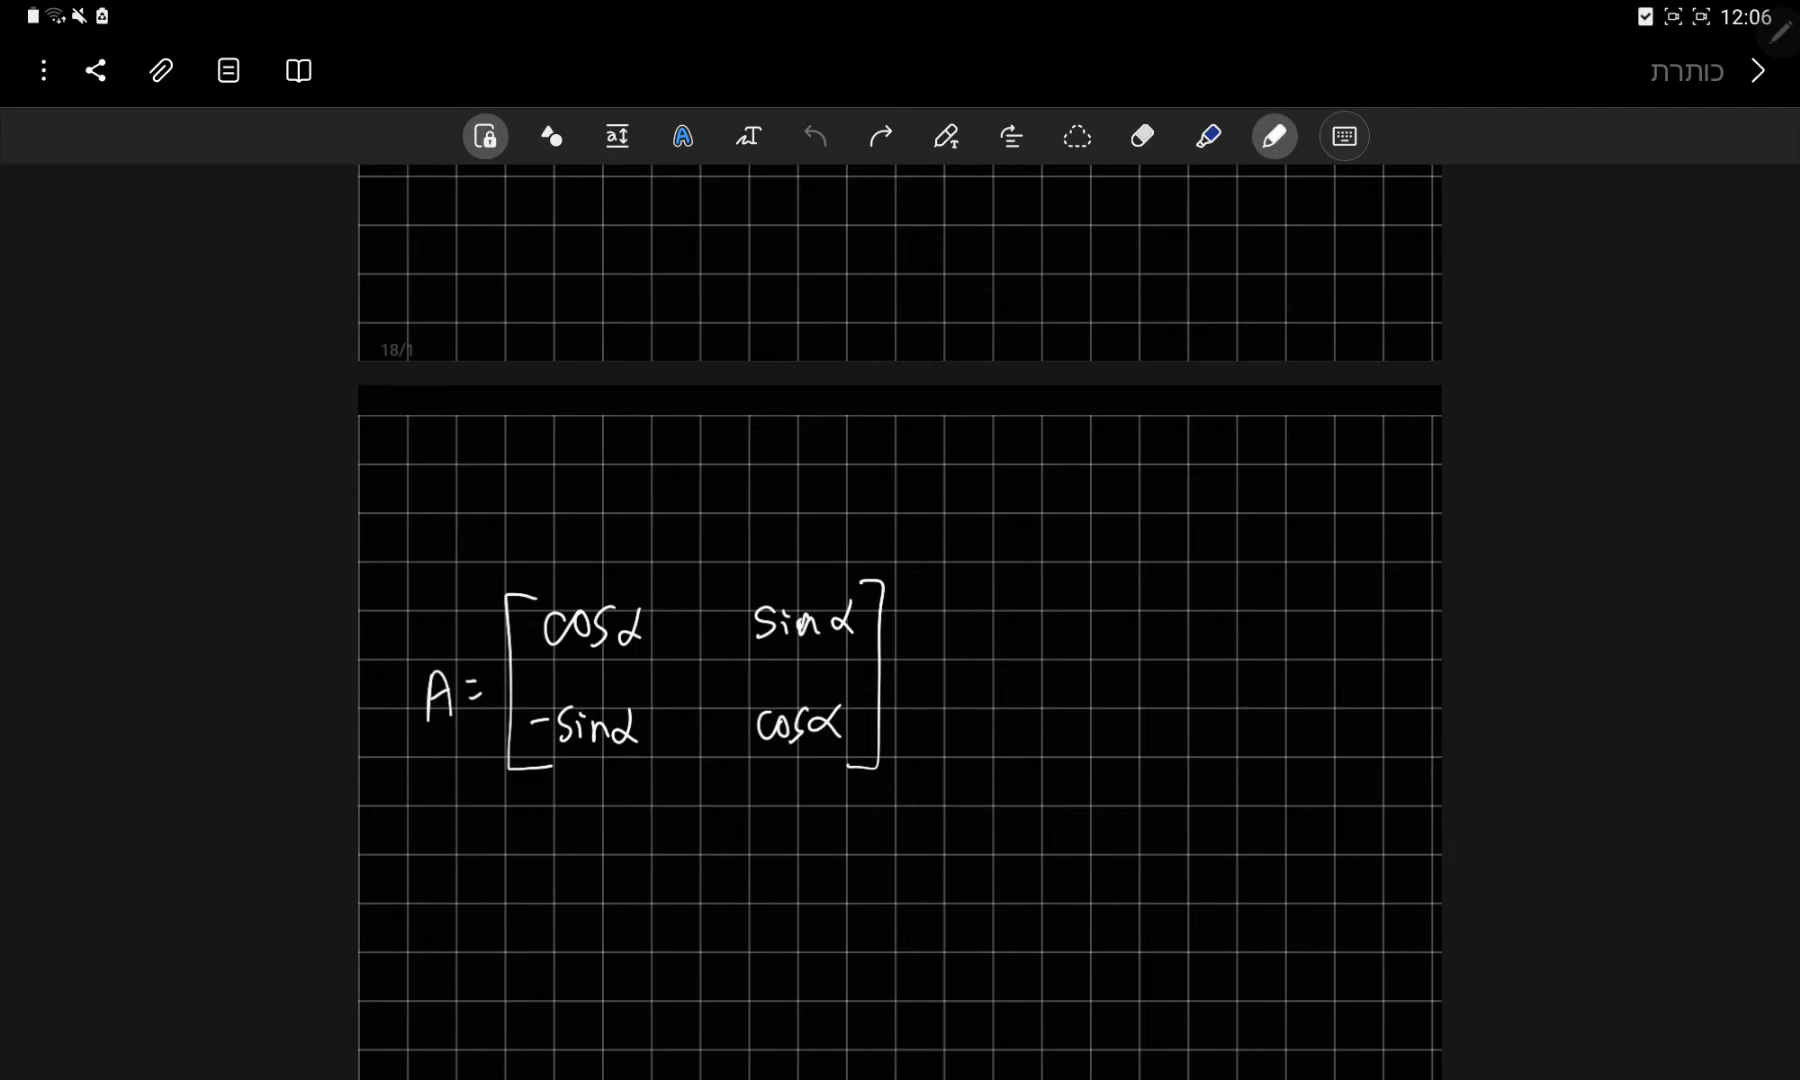 12:06
כותרת
18/1
A = [ cosα sinα
-sinα cosα ]